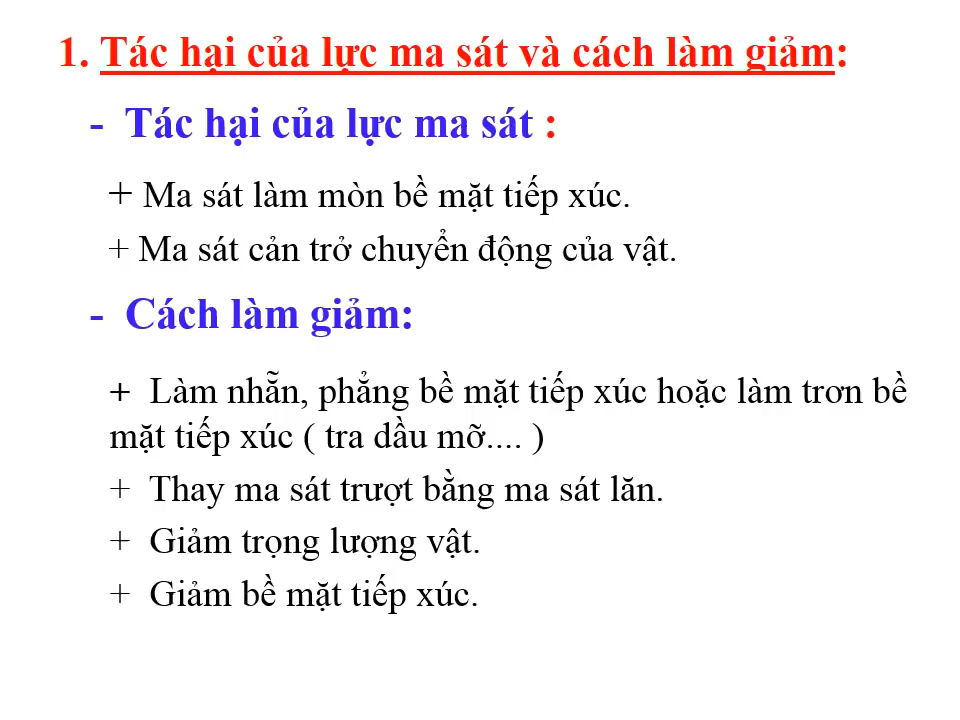 1. Tác hại của lực ma sát và cách làm giảm:
- Tác hại của lực ma sát :
+ Ma sát làm mòn bề mặt tiếp xúc.
+ Ma sát cản trở chuyển động của vật.
- Cách làm giảm:
+ Làm nhẵn, phẳng bề mặt tiếp xúc hoặc làm trơn bề
mặt tiếp xúc ( tra dầu mỡ.... )
+ Thay ma sát trượt bằng ma sát lăn.
+ Giảm trọng lượng vật.
+ Giảm bề mặt tiếp xúc.